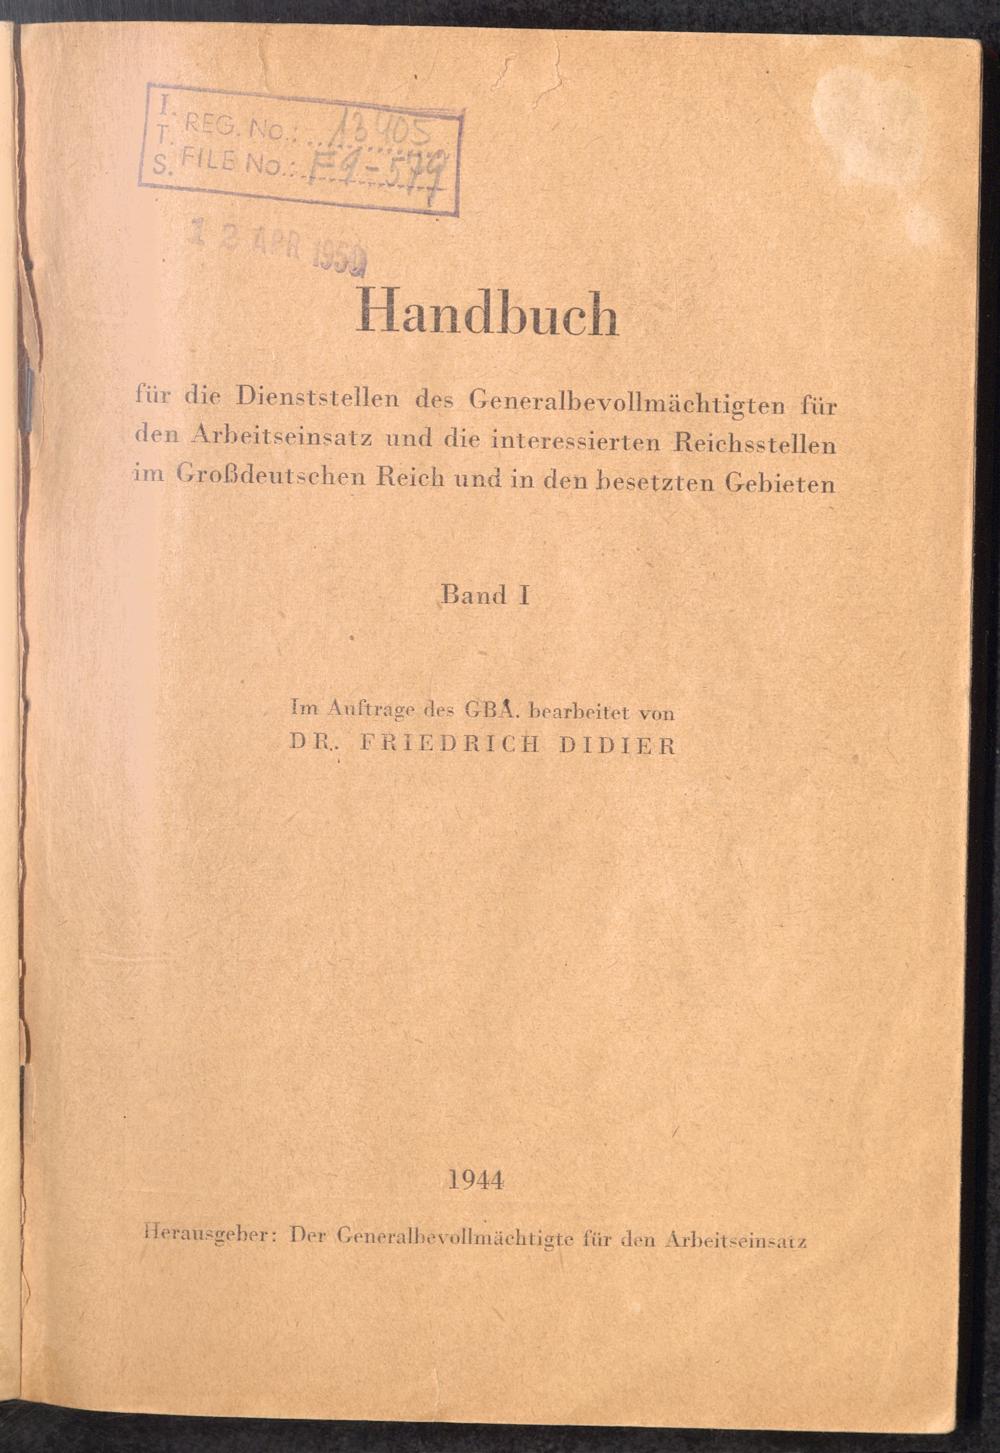 I.
T.
S.
REG. No.: 13405
FILE No.: F9-579
12 APR 1950
Handbuch
für die Dienststellen des Generalbevollmächtigten für
den Arbeitseinsatz und die interessierten Reichsstellen
im Großdeutschen Reich und in den besetzten Gebieten
Band I
Im Auftrage des GBA. bearbeitet von
DR. FRIEDRICH DIDIER
1944
Herausgeber: Der Generalbevollmächtigte für den Arbeitseinsatz